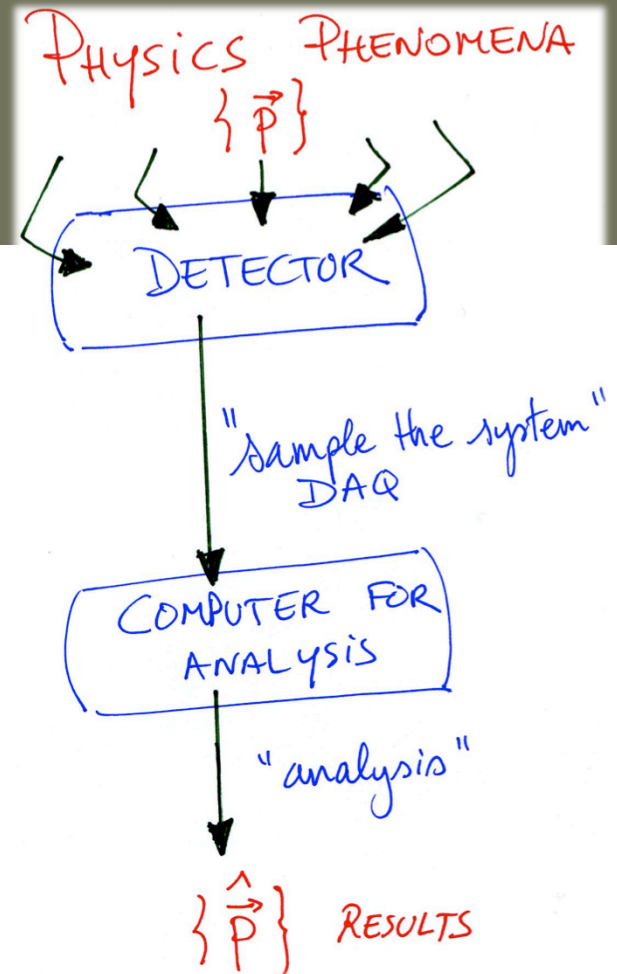 PHYSICS PHENOMENA
{ p⃗ }
DETECTOR
"sample the system"
DAQ
COMPUTER FOR
ANALYSIS
"analysis"
{ p⃗̂ } RESULTS